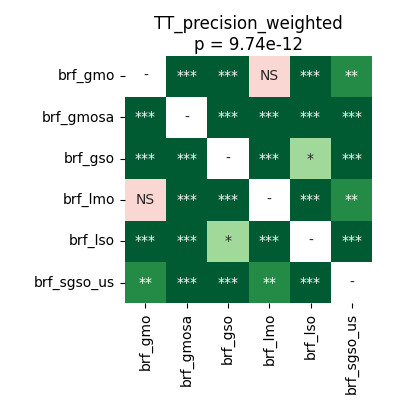 TT_precision_weighted
p = 9.74e-12
brf_gmo - *** *** NS *** **
brf_gmosa *** - *** *** *** ***
brf_gso *** *** - *** * ***
brf_lmo NS *** *** - *** **
brf_lso *** *** * *** - ***
brf_sgso_us ** *** *** ** *** -
brf_gmo
brf_gmosa
brf_gso
brf_lmo
brf_lso
brf_sgso_us